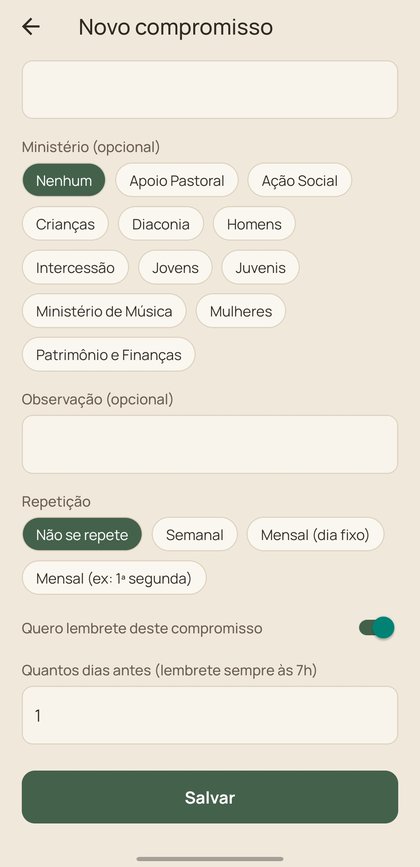 Novo compromisso
Ministério (opcional)
Nenhum Apoio Pastoral Ação Social
Crianças Diaconia Homens
Intercessão Jovens Juvenis
Ministério de Música Mulheres
Patrimônio e Finanças
Observação (opcional)
Repetição
Não se repete Semanal Mensal (dia fixo)
Mensal (ex: 1ª segunda)
Quero lembrete deste compromisso
Quantos dias antes (lembrete sempre às 7h)
1
Salvar